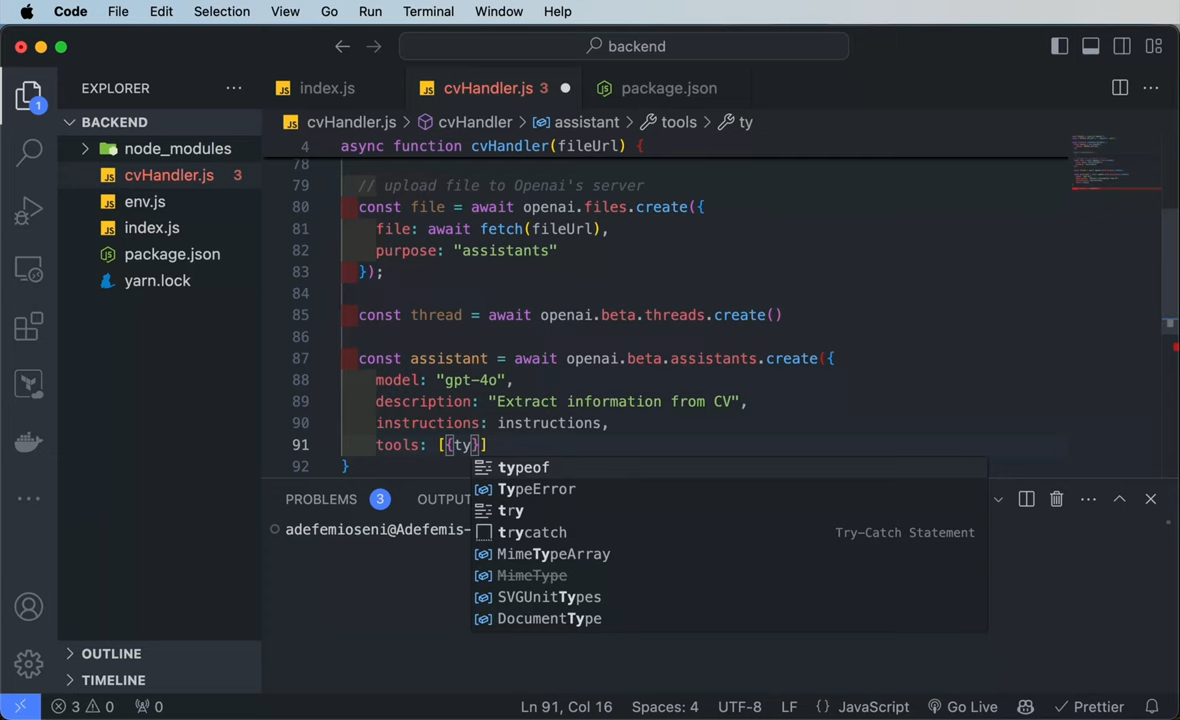 Code File Edit Selection View Go Run Terminal Window Help
backend
EXPLORER
index.js
cvHandler.js 3
package.json
BACKEND
cvHandler.js > cvHandler > assistant > tools > ty
node_modules
4 async function cvHandler(fileUrl) {
78
cvHandler.js 3
79 // upload file to Openai's server
env.js
80 const file = await openai.files.create({
index.js
81 file: await fetch(fileUrl),
package.json
82 purpose: "assistants"
yarn.lock
83 });
84
85 const thread = await openai.beta.threads.create()
86
87 const assistant = await openai.beta.assistants.create({
88 model: "gpt-4o",
89 description: "Extract information from CV",
90 instructions: instructions,
91 tools: [{ty}]
92 }
typeof
TypeError
try
trycatch Try-Catch Statement
MimeTypeArray
MimeType
SVGUnitTypes
DocumentType
PROBLEMS 3 OUTPUT
adefemioseni@Adefemis-
1
OUTLINE
TIMELINE
3 0 0 Ln 91, Col 16 Spaces: 4 UTF-8 LF {} JavaScript Go Live Prettier